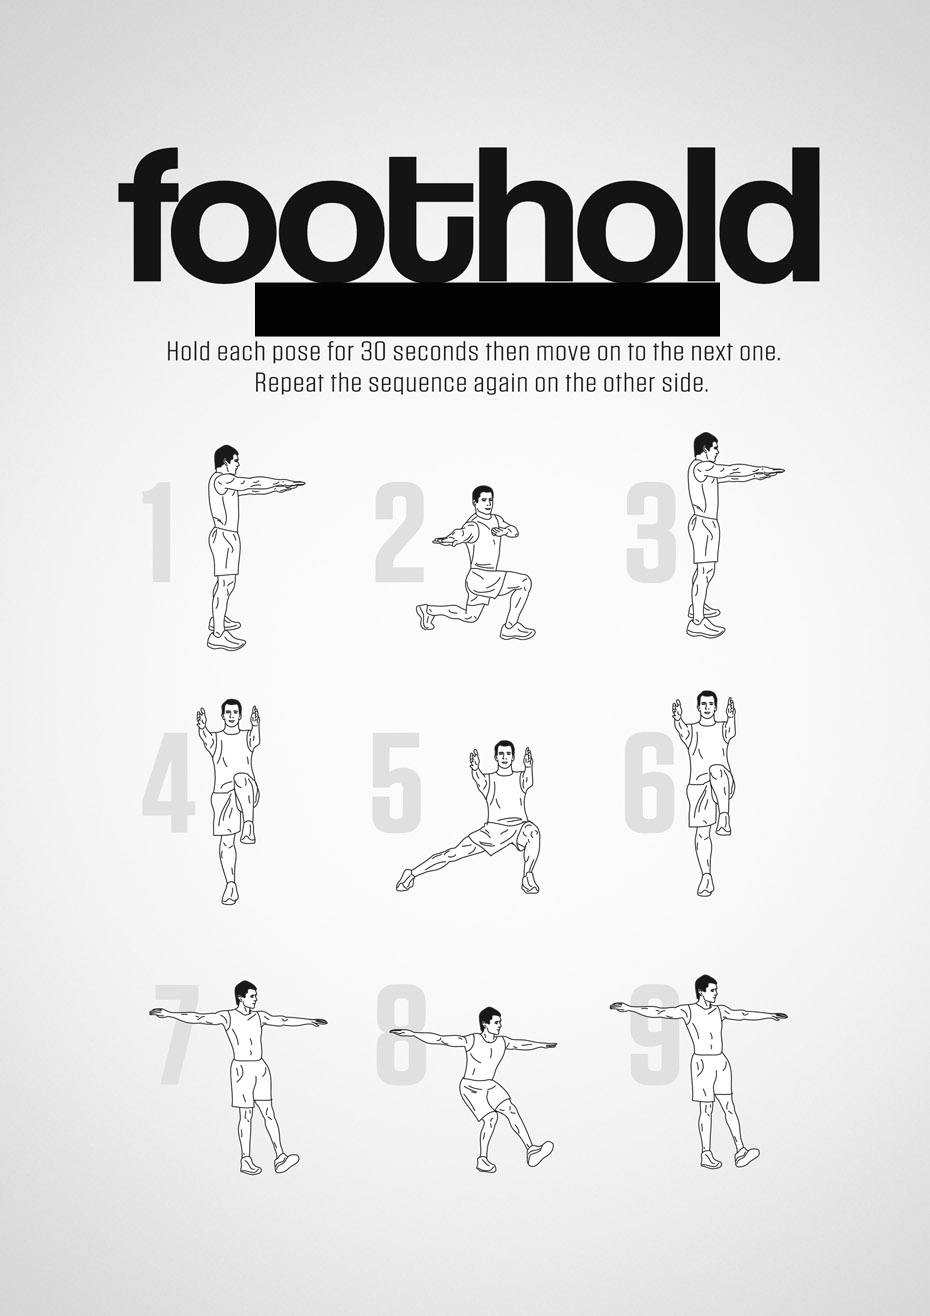 foothold
Hold each pose for 30 seconds then move on to the next one.
Repeat the sequence again on the other side.
1 2 3
4 5 6
7 8 9